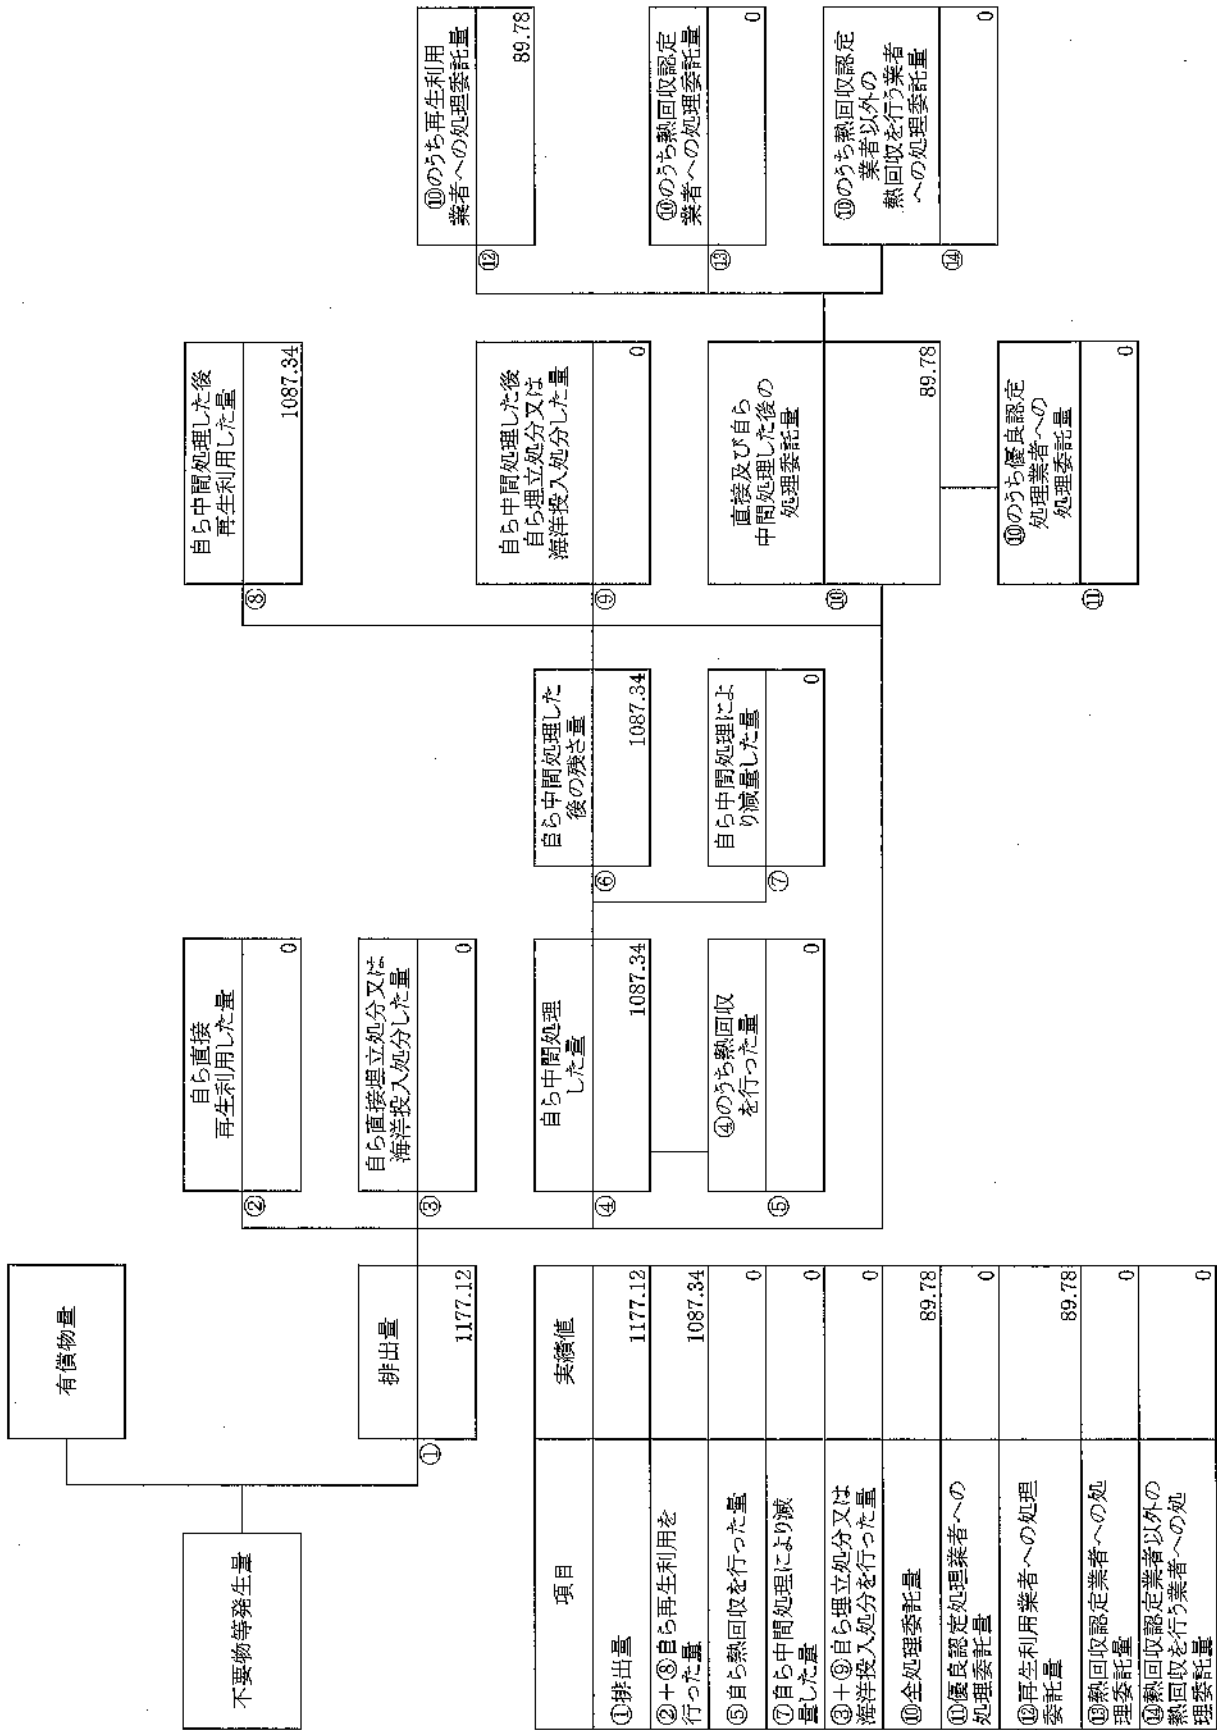 不要物等発生量
有償物量
排出量
①
1177.12
自ら直接
再生利用した量
②
0
自ら直接埋立処分又は
海洋投入処分した量
③
0
自ら中間処理
した量
④
1087.34
④のうち熱回収
を行った量
⑤
0
自ら中間処理した
後の残さ量
⑥
1087.34
自ら中間処理によ
り減量した量
⑦
0
自ら中間処理した後
再生利用した量
⑧
1087.34
自ら中間処理した後
自ら埋立処分又は
海洋投入処分した量
⑨
0
直接及び自ら
中間処理した後の
処理委託量
⑩
89.78
⑩のうち優良認定
処理業者への
処理委託量
⑪
0
⑩のうち再生利用
業者への処理委託量
⑫
89.78
⑩のうち熱回収認定
業者への処理委託量
⑬
0
⑩のうち熱回収認定
業者以外の
熱回収を行う業者
への処理委託量
⑭
0
項目 実績値
①排出量 1177.12
②+⑧自ら再生利用を
行った量 1087.34
⑤自ら熱回収を行った量 0
⑦自ら中間処理により減
量した量 0
③+⑨自ら埋立処分又は
海洋投入処分を行った量 0
⑩全処理委託量 89.78
⑪優良認定処理業者への
処理委託量 0
⑫再生利用業者への処理
委託量 89.78
⑬熱回収認定業者への処
理委託量 0
⑭熱回収認定業者以外の
熱回収を行う業者への処
理委託量 0